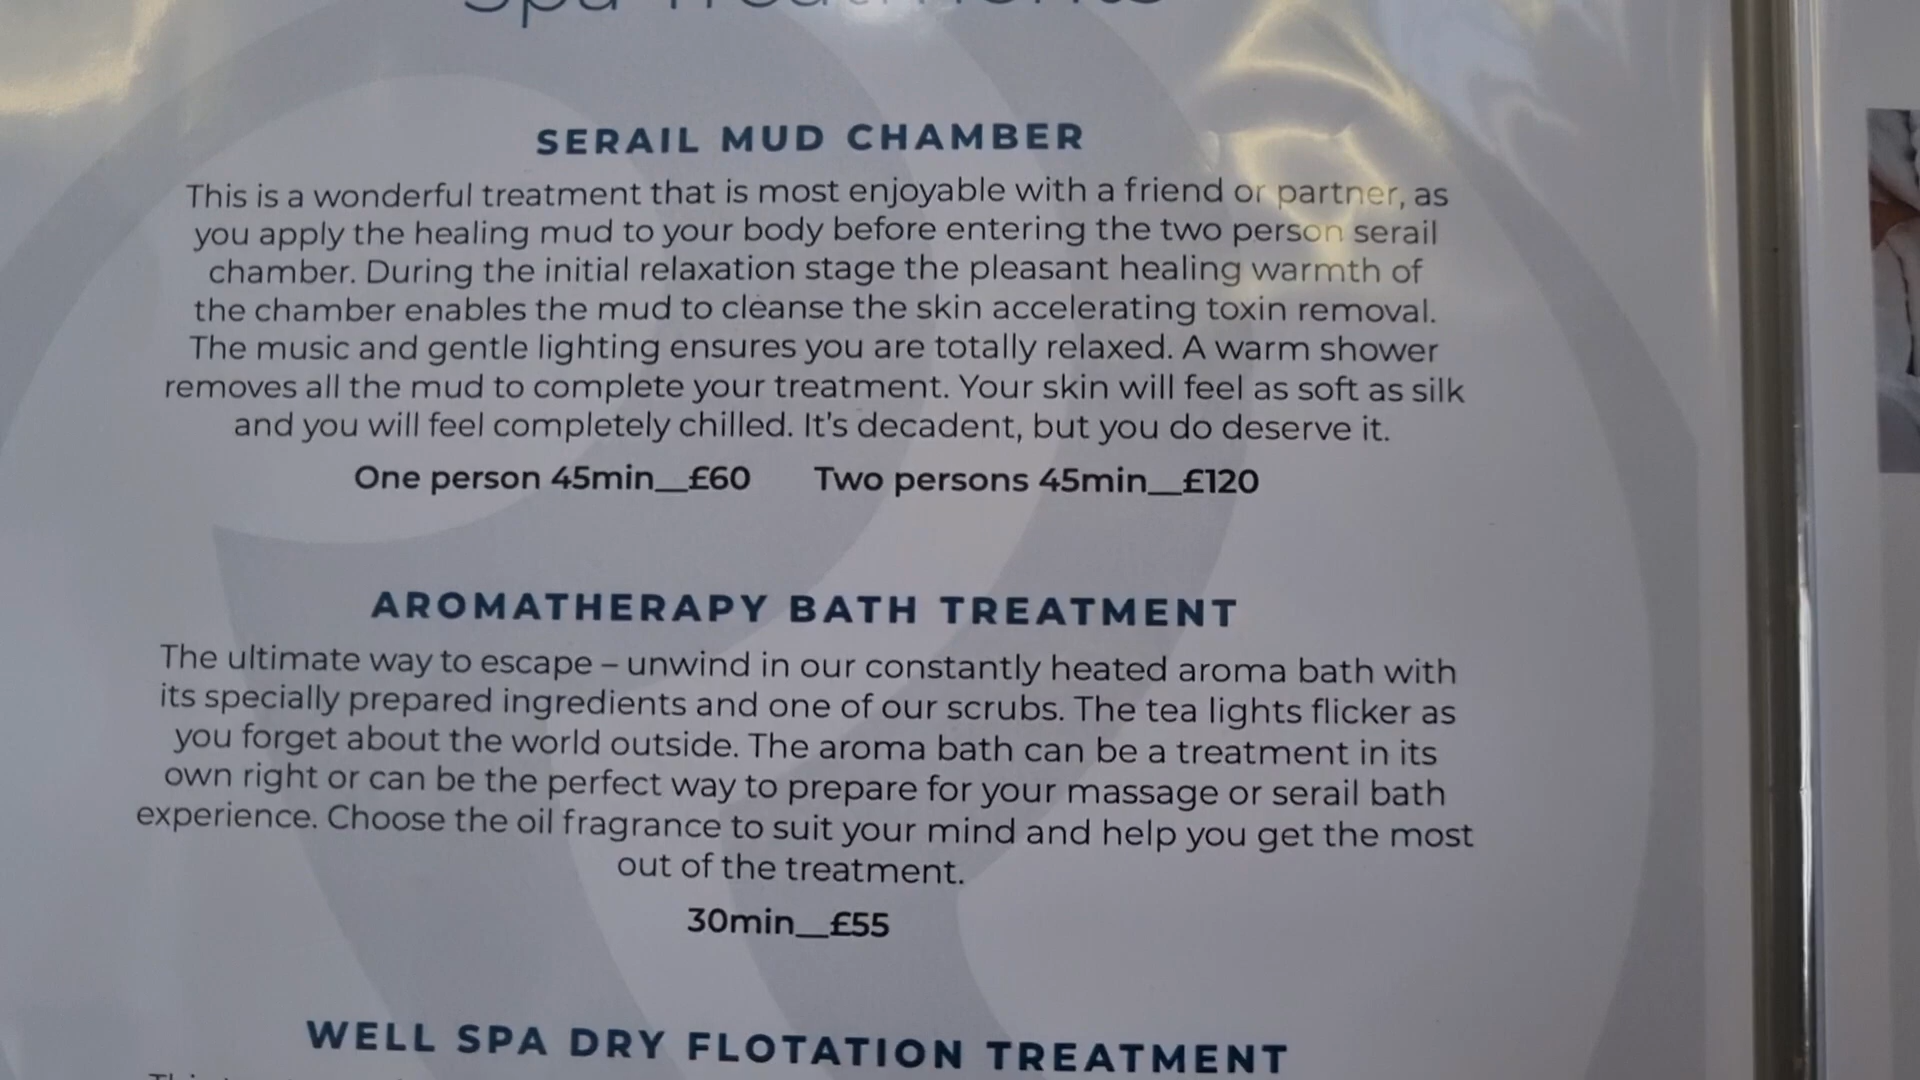 Spa Treatments
SERAIL MUD CHAMBER
This is a wonderful treatment that is most enjoyable with a friend or partner, as
you apply the healing mud to your body before entering the two person serail
chamber. During the initial relaxation stage the pleasant healing warmth of
the chamber enables the mud to cleanse the skin accelerating toxin removal.
The music and gentle lighting ensures you are totally relaxed. A warm shower
removes all the mud to complete your treatment. Your skin will feel as soft as silk
and you will feel completely chilled. It's decadent, but you do deserve it.
One person 45min__£60 Two persons 45min__£120
AROMATHERAPY BATH TREATMENT
The ultimate way to escape – unwind in our constantly heated aroma bath with
its specially prepared ingredients and one of our scrubs. The tea lights flicker as
you forget about the world outside. The aroma bath can be a treatment in its
own right or can be the perfect way to prepare for your massage or serail bath
experience. Choose the oil fragrance to suit your mind and help you get the most
out of the treatment.
30min__£55
WELL SPA DRY FLOTATION TREATMENT